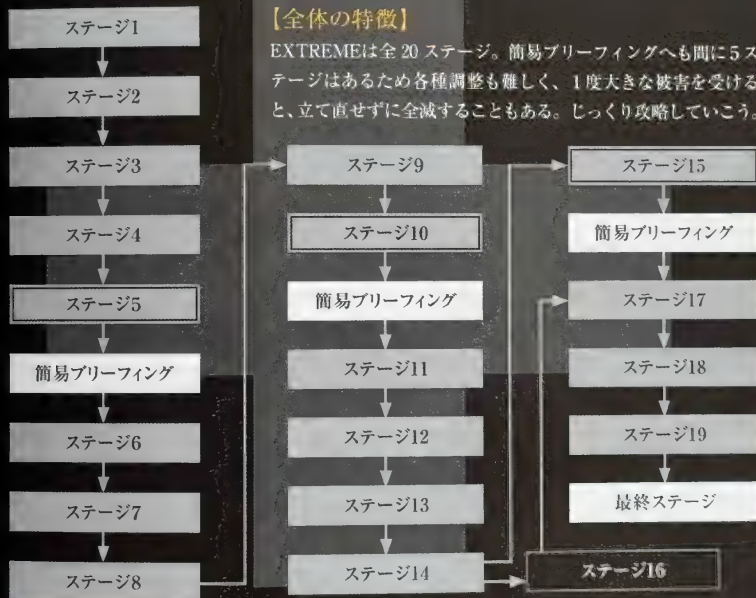 【全体の特徴】
EXTREMEは全20ステージ。簡易ブリーフィングへも間に5ス
テージはあるため各種調整も難しく、1度大きな被害を受ける
と、立て直せずに全滅することもある。じっくり攻略していこう。
ステージ1
ステージ2
ステージ3
ステージ4
ステージ5
簡易ブリーフィング
ステージ6
ステージ7
ステージ8
ステージ9
ステージ10
簡易ブリーフィング
ステージ11
ステージ12
ステージ13
ステージ14
ステージ15
簡易ブリーフィング
ステージ17
ステージ18
ステージ19
最終ステージ
ステージ16